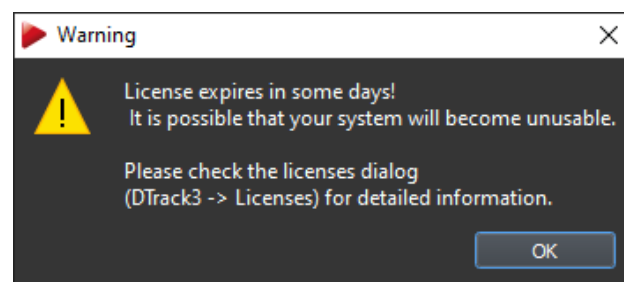 Warning
License expires in some days!
It is possible that your system will become unusable.
Please check the licenses dialog
(DTrack3 -> Licenses) for detailed information.
OK